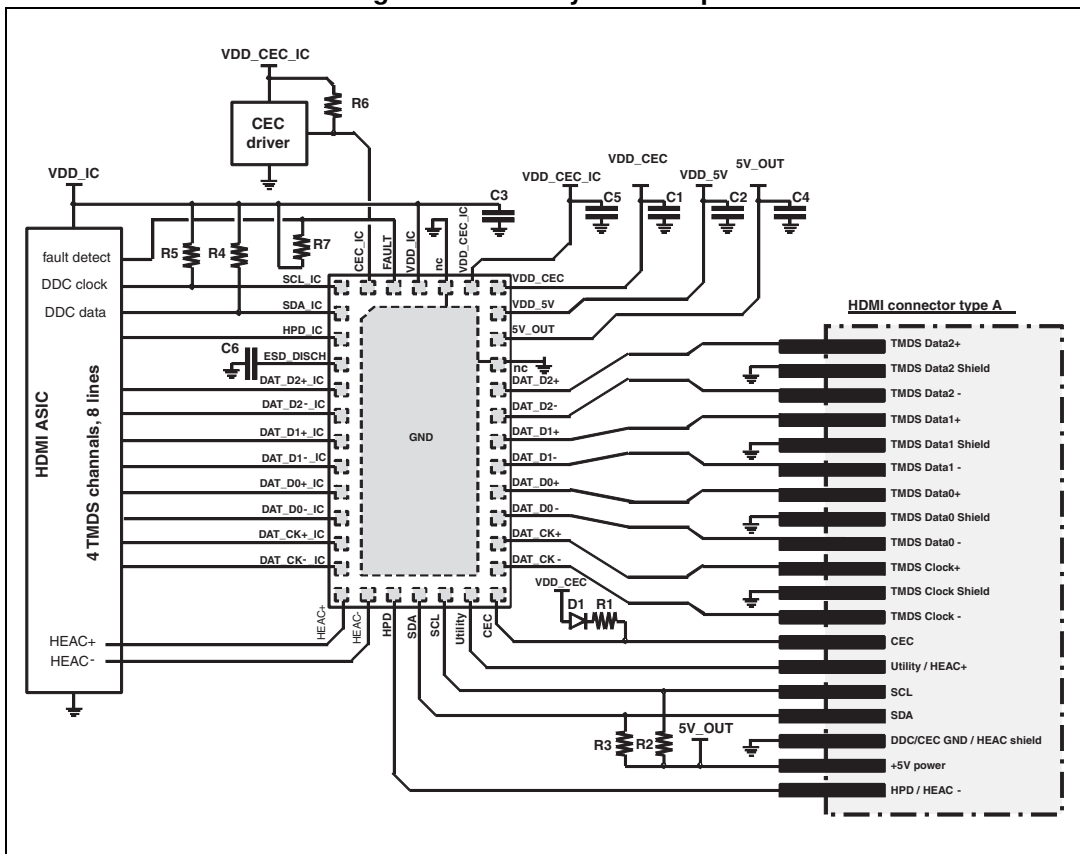 VDD_CEC_IC
R6
CEC
driver
VDD_IC
VDD_CEC_IC
VDD_CEC
VDD_5V
5V_OUT
C3
C5
C1
C2
C4
fault detect
DDC clock
DDC data
R5
R4
R7
CEC_IC
FAULT
VDD_IC
nc
VDD_CEC_IC
SCL_IC
SDA_IC
HPD_IC
C6
ESD_DISCH
DAT_D2+_IC
DAT_D2-_IC
DAT_D1+_IC
DAT_D1-_IC
DAT_D0+_IC
DAT_D0-_IC
DAT_CK+_IC
DAT_CK-_IC
HDMI ASIC
4 TMDS channels, 8 lines
HEAC+
HEAC-
GND
VDD_CEC
VDD_5V
5V_OUT
nc
DAT_D2+
DAT_D2-
DAT_D1+
DAT_D1-
DAT_D0+
DAT_D0-
DAT_CK+
DAT_CK-
HEAC+
HEAC-
HPD
SDA
SCL
Utility
CEC
VDD_CEC
D1
R1
R3
R2
5V_OUT
HDMI connector type A
TMDS Data2+
TMDS Data2 Shield
TMDS Data2 -
TMDS Data1+
TMDS Data1 Shield
TMDS Data1 -
TMDS Data0+
TMDS Data0 Shield
TMDS Data0 -
TMDS Clock+
TMDS Clock Shield
TMDS Clock -
CEC
Utility / HEAC+
SCL
SDA
DDC/CEC GND / HEAC shield
+5V power
HPD / HEAC -